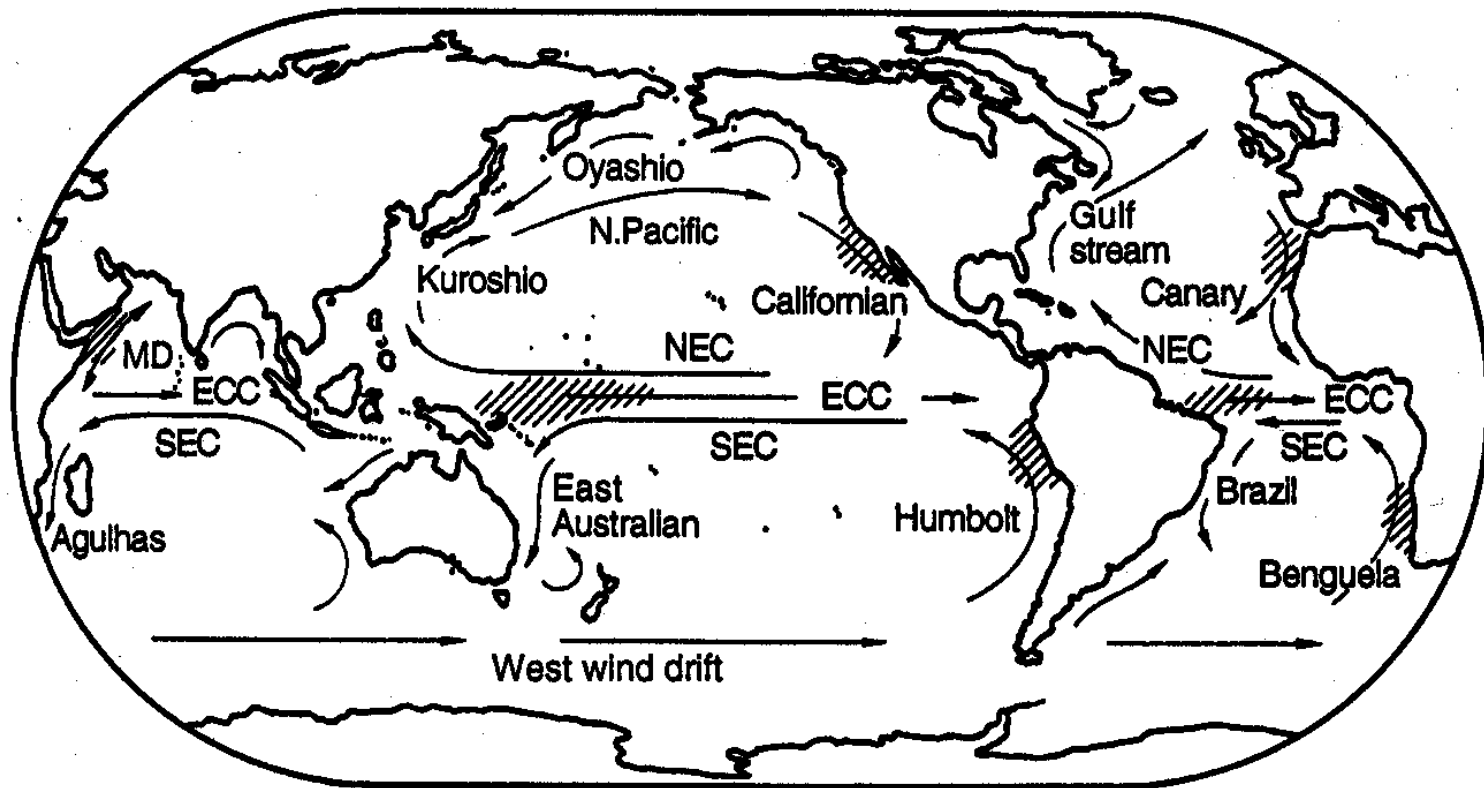 Oyashio
N.Pacific
Kuroshio
Californian
Gulf
stream
Canary
MD
NEC
NEC
ECC
ECC
ECC
SEC
SEC
SEC
Agulhas
East
Australian
Humbolt
Brazil
Benguela
West wind drift